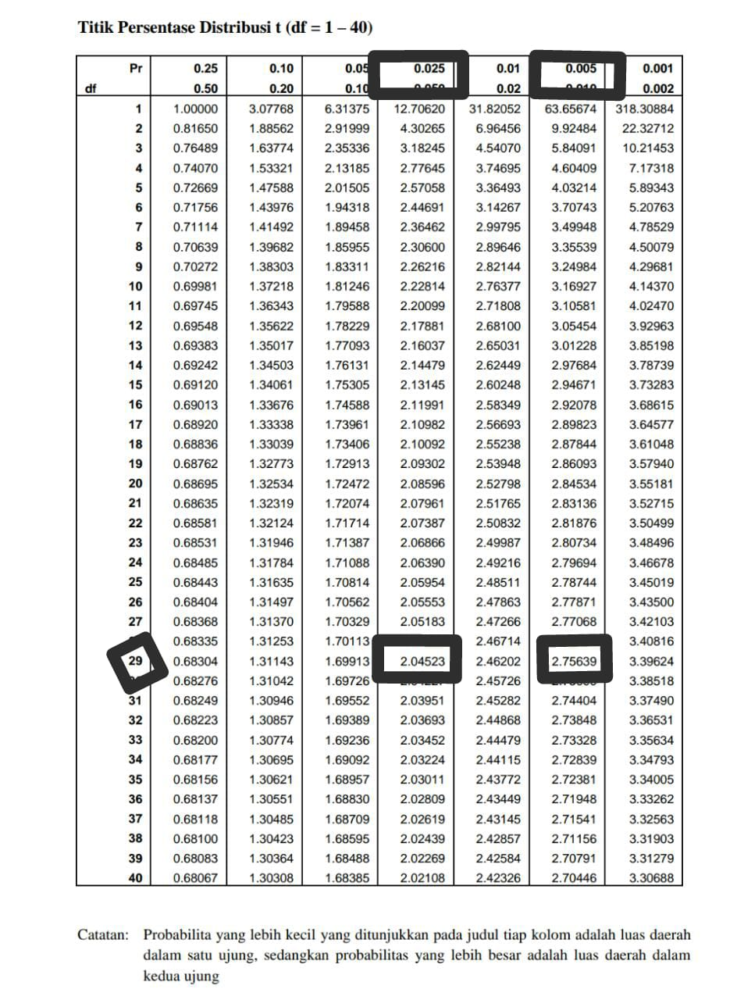 Titik Persentase Distribusi t (df = 1 – 40)
Pr 0.25 0.10 0.05 0.025 0.01 0.005 0.001
df 0.50 0.20 0.10 0.050 0.02 0.010 0.002
1 1.00000 3.07768 6.31375 12.70620 31.82052 63.65674 318.30884
2 0.81650 1.88562 2.91999 4.30265 6.96456 9.92484 22.32712
3 0.76489 1.63774 2.35336 3.18245 4.54070 5.84091 10.21453
4 0.74070 1.53321 2.13185 2.77645 3.74695 4.60409 7.17318
5 0.72669 1.47588 2.01505 2.57058 3.36493 4.03214 5.89343
6 0.71756 1.43976 1.94318 2.44691 3.14267 3.70743 5.20763
7 0.71114 1.41492 1.89458 2.36462 2.99795 3.49948 4.78529
8 0.70639 1.39682 1.85955 2.30600 2.89646 3.35539 4.50079
9 0.70272 1.38303 1.83311 2.26216 2.82144 3.24984 4.29681
10 0.69981 1.37218 1.81246 2.22814 2.76377 3.16927 4.14370
11 0.69745 1.36343 1.79588 2.20099 2.71808 3.10581 4.02470
12 0.69548 1.35622 1.78229 2.17881 2.68100 3.05454 3.92963
13 0.69383 1.35017 1.77093 2.16037 2.65031 3.01228 3.85198
14 0.69242 1.34503 1.76131 2.14479 2.62449 2.97684 3.78739
15 0.69120 1.34061 1.75305 2.13145 2.60248 2.94671 3.73283
16 0.69013 1.33676 1.74588 2.11991 2.58349 2.92078 3.68615
17 0.68920 1.33338 1.73961 2.10982 2.56693 2.89823 3.64577
18 0.68836 1.33039 1.73406 2.10092 2.55238 2.87844 3.61048
19 0.68762 1.32773 1.72913 2.09302 2.53948 2.86093 3.57940
20 0.68695 1.32534 1.72472 2.08596 2.52798 2.84534 3.55181
21 0.68635 1.32319 1.72074 2.07961 2.51765 2.83136 3.52715
22 0.68581 1.32124 1.71714 2.07387 2.50832 2.81876 3.50499
23 0.68531 1.31946 1.71387 2.06866 2.49987 2.80734 3.48496
24 0.68485 1.31784 1.71088 2.06390 2.49216 2.79694 3.46678
25 0.68443 1.31635 1.70814 2.05954 2.48511 2.78744 3.45019
26 0.68404 1.31497 1.70562 2.05553 2.47863 2.77871 3.43500
27 0.68368 1.31370 1.70329 2.05183 2.47266 2.77068 3.42103
0.68335 1.31253 1.70113 2.46714 3.40816
29 0.68304 1.31143 1.69913 2.04523 2.46202 2.75639 3.39624
0.68276 1.31042 1.69726 2.45726 3.38518
31 0.68249 1.30946 1.69552 2.03951 2.45282 2.74404 3.37490
32 0.68223 1.30857 1.69389 2.03693 2.44868 2.73848 3.36531
33 0.68200 1.30774 1.69236 2.03452 2.44479 2.73328 3.35634
34 0.68177 1.30695 1.69092 2.03224 2.44115 2.72839 3.34793
35 0.68156 1.30621 1.68957 2.03011 2.43772 2.72381 3.34005
36 0.68137 1.30551 1.68830 2.02809 2.43449 2.71948 3.33262
37 0.68118 1.30485 1.68709 2.02619 2.43145 2.71541 3.32563
38 0.68100 1.30423 1.68595 2.02439 2.42857 2.71156 3.31903
39 0.68083 1.30364 1.68488 2.02269 2.42584 2.70791 3.31279
40 0.68067 1.30308 1.68385 2.02108 2.42326 2.70446 3.30688
Catatan: Probabilita yang lebih kecil yang ditunjukkan pada judul tiap kolom adalah luas daerah
dalam satu ujung, sedangkan probabilitas yang lebih besar adalah luas daerah dalam
kedua ujung